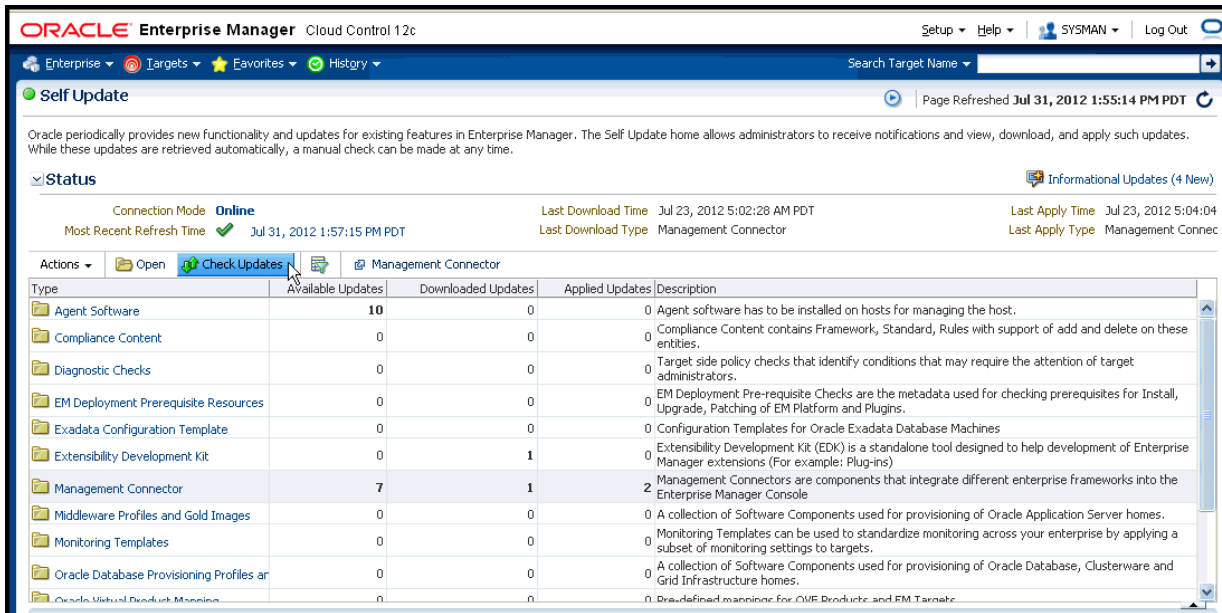 ORACLE Enterprise Manager Cloud Control 12c
Setup Help SYSMAN Log Out
Enterprise Targets Favorites History Search Target Name
Self Update
Page Refreshed Jul 31, 2012 1:55:14 PM PDT
Oracle periodically provides new functionality and updates for existing features in Enterprise Manager. The Self Update home allows administrators to receive notifications and view, download, and apply such updates.
While these updates are retrieved automatically, a manual check can be made at any time.
Status
Informational Updates (4 New)
Connection Mode Online Last Download Time Jul 23, 2012 5:02:28 AM PDT Last Apply Time Jul 23, 2012 5:04:04
Most Recent Refresh Time Jul 31, 2012 1:57:15 PM PDT Last Download Type Management Connector Last Apply Type Management Connec
Actions Open Check Updates Management Connector
Type Available Updates Downloaded Updates Applied Updates Description
Agent Software 10 0 0 Agent software has to be installed on hosts for managing the host.
Compliance Content 0 0 0 Compliance Content contains Framework, Standard, Rules with support of add and delete on these
entities.
Diagnostic Checks 0 0 0 Target side policy checks that identify conditions that may require the attention of target
administrators.
EM Deployment Prerequisite Resources 0 0 0 EM Deployment Pre-requisite Checks are the metadata used for checking prerequisites for Install,
Upgrade, Patching of EM Platform and Plugins.
Exadata Configuration Template 0 0 0 Configuration Templates for Oracle Exadata Database Machines
Extensibility Development Kit 0 1 0 Extensibility Development Kit (EDK) is a standalone tool designed to help development of Enterprise
Manager extensions (For example: Plug-ins)
Management Connector 7 1 2 Management Connectors are components that integrate different enterprise frameworks into the
Enterprise Manager Console
Middleware Profiles and Gold Images 0 0 0 A collection of Software Components used for provisioning of Oracle Application Server homes.
Monitoring Templates 0 0 0 Monitoring Templates can be used to standardize monitoring across your enterprise by applying a
subset of monitoring settings to targets.
Oracle Database Provisioning Profiles ar 0 0 0 A collection of Software Components used for provisioning of Oracle Database, Clusterware and
Grid Infrastructure homes.
Oracle Virtual Product Mapping 0 0 0 Pre-defined mappings for OVF Products and EM Targets